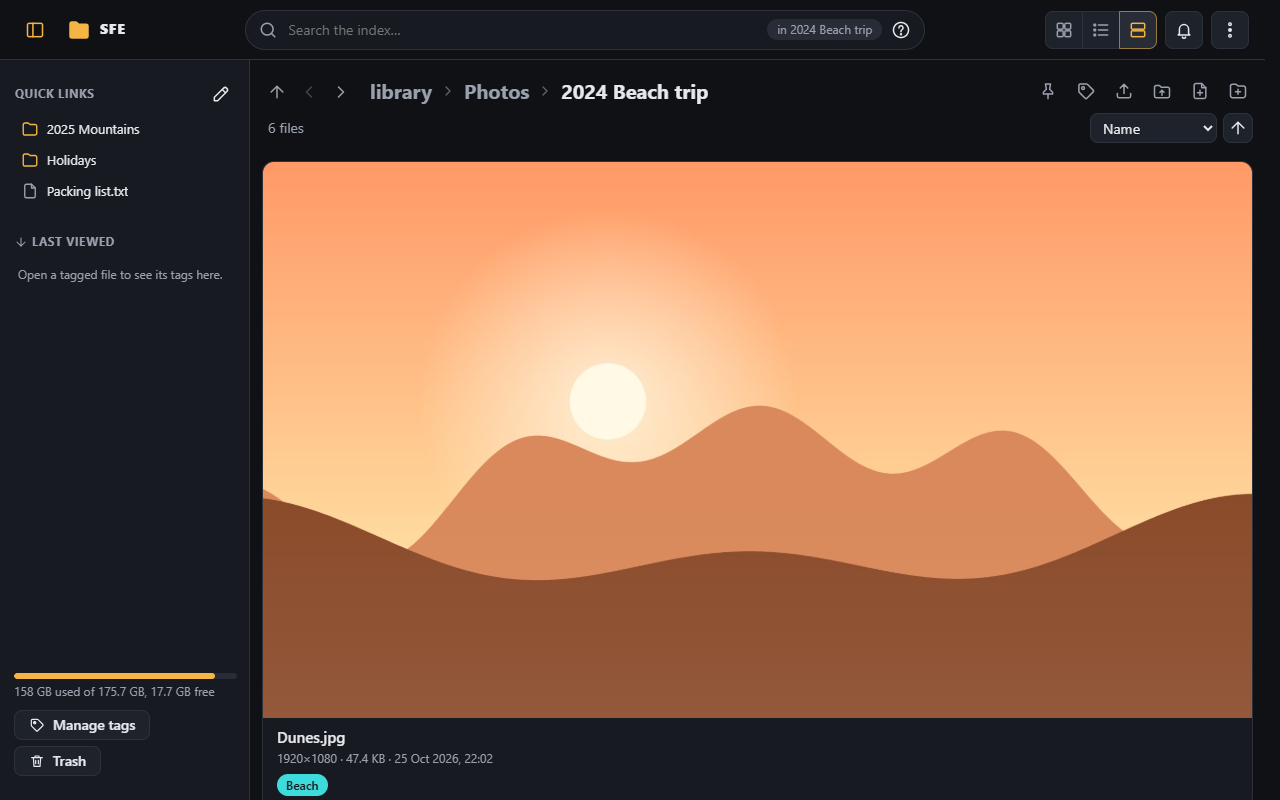 SFE
Search the index...
in 2024 Beach trip
QUICK LINKS
2025 Mountains
Holidays
Packing list.txt
LAST VIEWED
Open a tagged file to see its tags here.
158 GB used of 175.7 GB, 17.7 GB free
Manage tags
Trash
library
Photos
2024 Beach trip
6 files
Name
Dunes.jpg
1920×1080 · 47.4 KB · 25 Oct 2026, 22:02
Beach